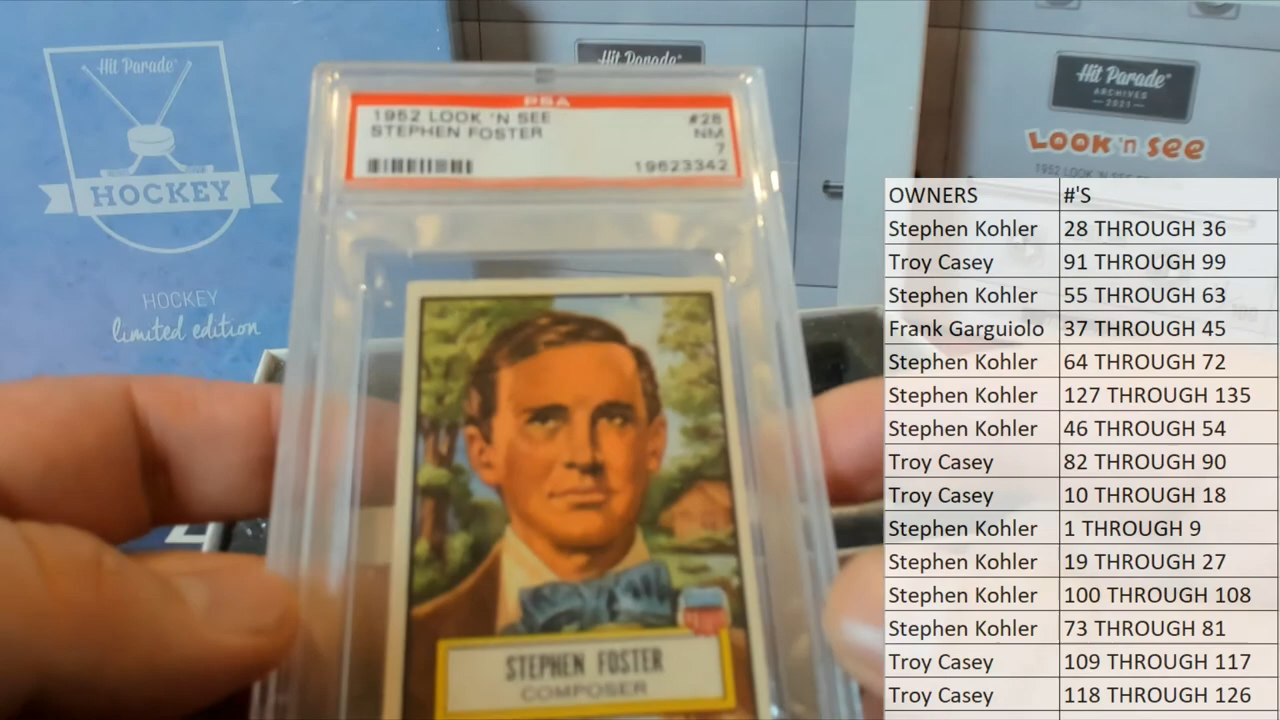 Hit Parade
HOCKEY
HOCKEY
limited edition
Hit Parade
PSA
1952 LOOK 'N SEE #28
STEPHEN FOSTER NM
7
19623342
STEPHEN FOSTER
COMPOSER
Hit Parade
ARCHIVES
2021
LOOK 'n SEE
1952 LOOK 'N SEE
OWNERS #'S
Stephen Kohler 28 THROUGH 36
Troy Casey 91 THROUGH 99
Stephen Kohler 55 THROUGH 63
Frank Garguiolo 37 THROUGH 45
Stephen Kohler 64 THROUGH 72
Stephen Kohler 127 THROUGH 135
Stephen Kohler 46 THROUGH 54
Troy Casey 82 THROUGH 90
Troy Casey 10 THROUGH 18
Stephen Kohler 1 THROUGH 9
Stephen Kohler 19 THROUGH 27
Stephen Kohler 100 THROUGH 108
Stephen Kohler 73 THROUGH 81
Troy Casey 109 THROUGH 117
Troy Casey 118 THROUGH 126